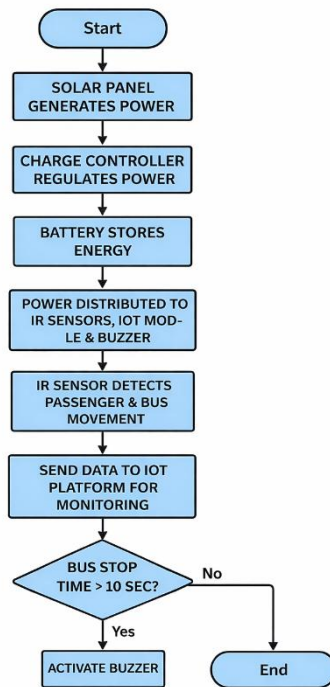 Start
SOLAR PANEL
GENERATES POWER
CHARGE CONTROLLER
REGULATES POWER
BATTERY STORES
ENERGY
POWER DISTRIBUTED TO
IR SENSORS, IOT MOD-
LE & BUZZER
IR SENSOR DETECTS
PASSENGER & BUS
MOVEMENT
SEND DATA TO IOT
PLATFORM FOR
MONITORING
BUS STOP
TIME > 10 SEC?
No
Yes
ACTIVATE BUZZER
End